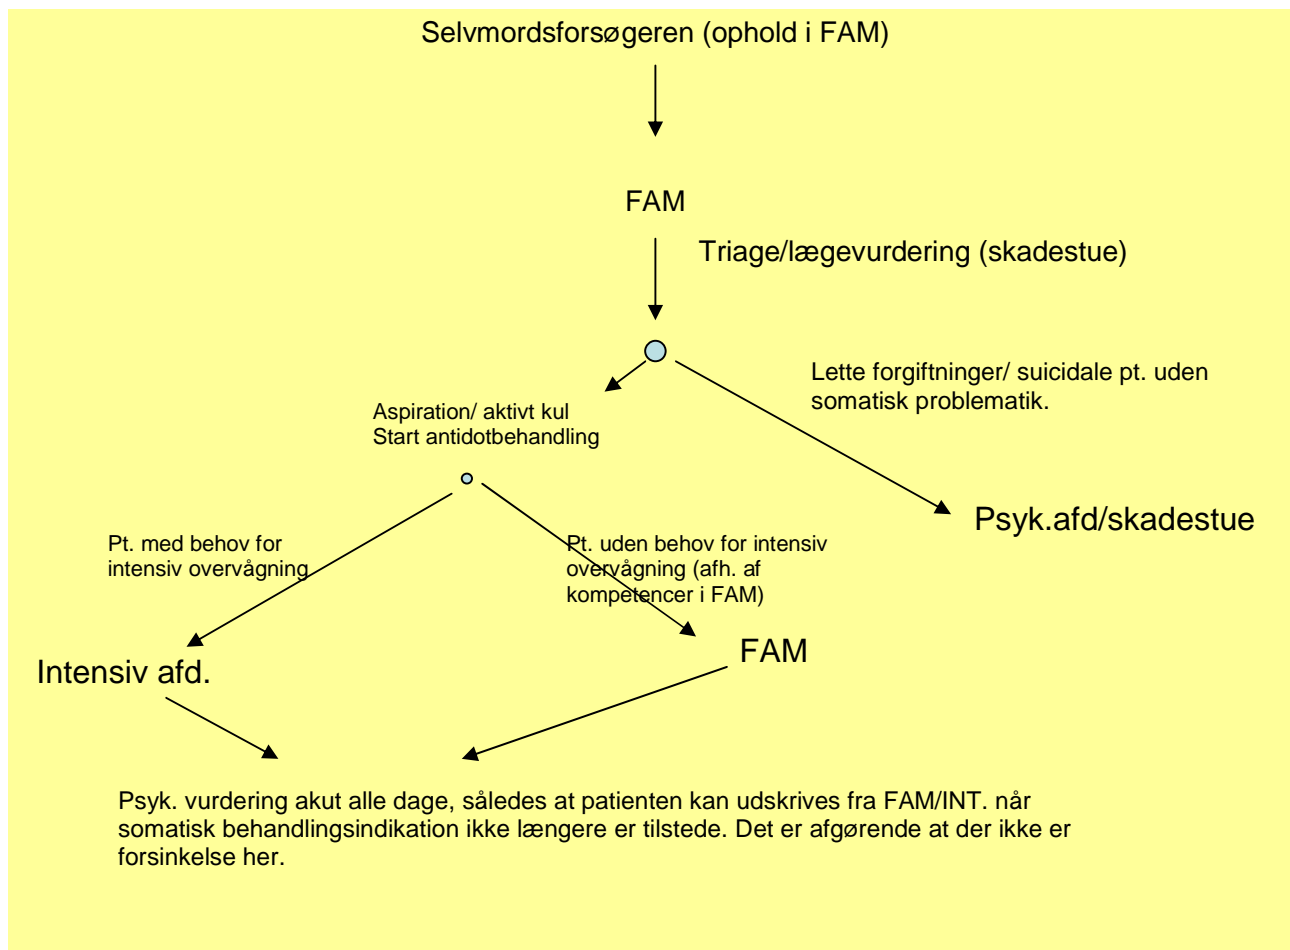 Selvmordsforsøgeren (ophold i FAM)
FAM
Triage/lægevurdering (skadestue)
Lette forgiftninger/ suicidale pt. uden
somatisk problematik.
Aspiration/ aktivt kul
Start antidotbehandling
Psyk.afd/skadestue
Pt. med behov for
intensiv overvågning
Pt. uden behov for intensiv
overvågning (afh. af
kompetencer i FAM)
FAM
Intensiv afd.
Psyk. vurdering akut alle dage, således at patienten kan udskrives fra FAM/INT. når
somatisk behandlingsindikation ikke længere er tilstede. Det er afgørende at der ikke er
forsinkelse her.